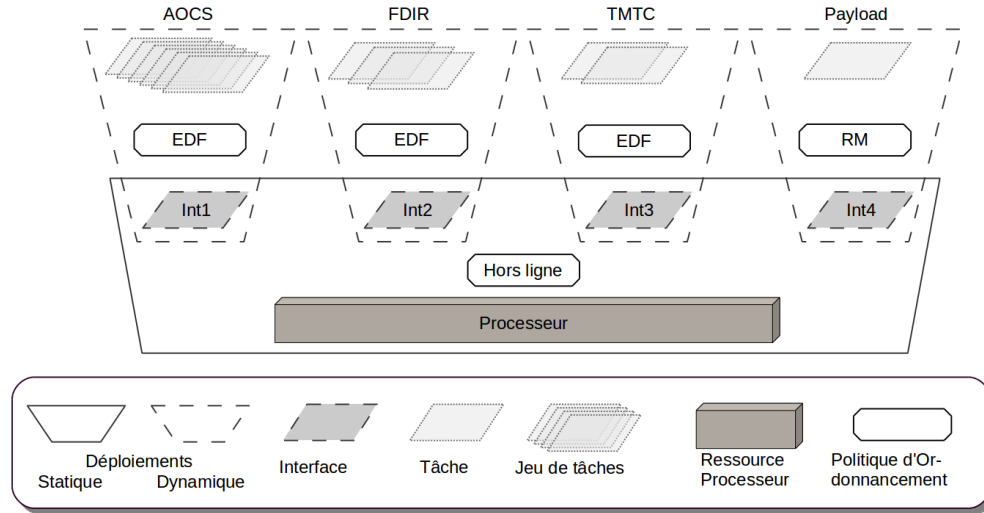 AOCS FDIR TMTC Payload
EDF EDF EDF RM
Int1 Int2 Int3 Int4
Hors ligne
Processeur
Déploiements
Statique Dynamique
Interface
Tâche
Jeu de tâches
Ressource
Processeur
Politique d'Or-
donnancement